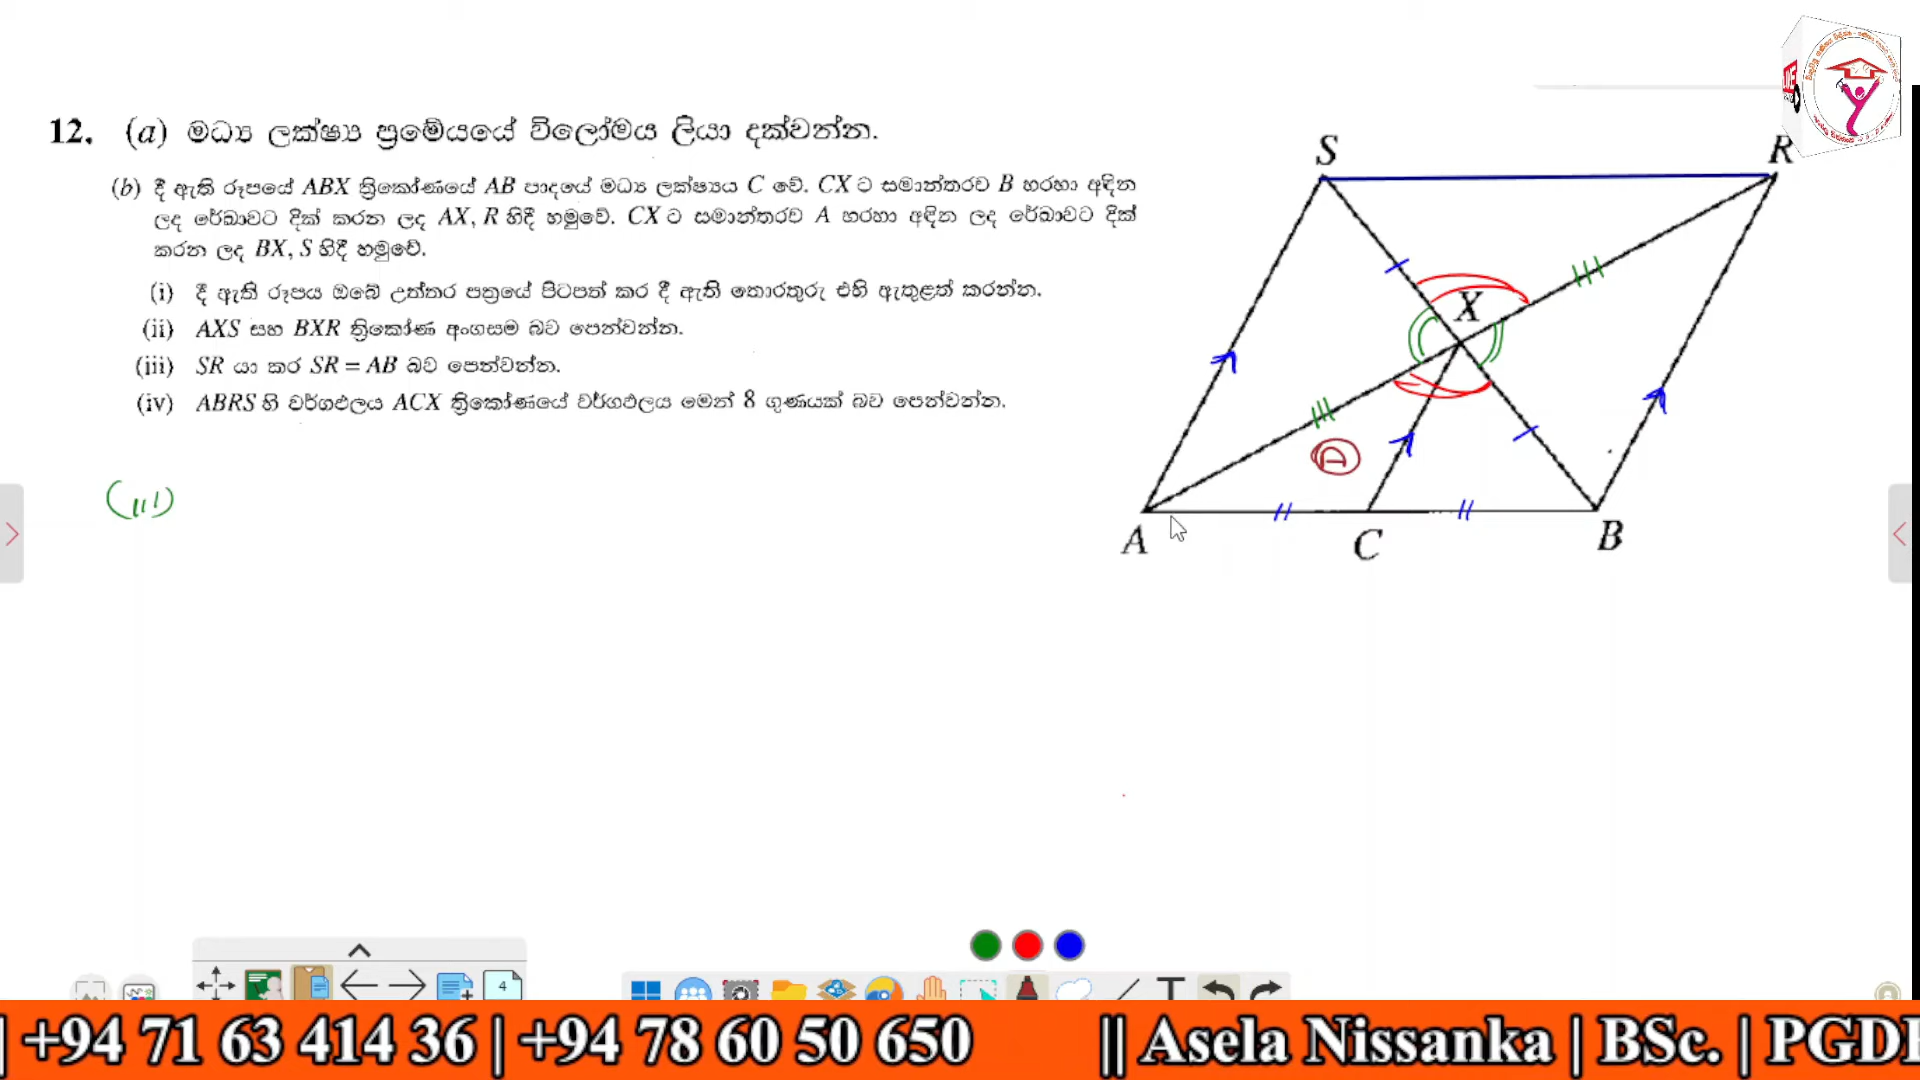 12. (a) මධ්‍ය ලක්ෂ්‍ය ප්‍රමේයයේ විලෝමය ලියා දක්වන්න.
(b) දී ඇති රූපයේ ABX ත්‍රිකෝණයේ AB පාදයේ මධ්‍ය ලක්ෂ්‍යය C වේ. CX ට සමාන්තරව B හරහා අඳින
ලද රේඛාවට දික් කරන ලද AX, R හිදී හමුවේ. CX ට සමාන්තරව A හරහා අඳින ලද රේඛාවට දික්
කරන ලද BX, S හිදී හමුවේ.
(i) දී ඇති රූපය ඔබේ උත්තර පත්‍රයේ පිටපත් කර දී ඇති තොරතුරු එහි ඇතුළත් කරන්න.
(ii) AXS සහ BXR ත්‍රිකෝණ අංගසම බව පෙන්වන්න.
(iii) SR යා කර SR = AB බව පෙන්වන්න.
(iv) ABRS හි වර්ගඵලය ACX ත්‍රිකෝණයේ වර්ගඵලය මෙන් 8 ගුණයක් බව පෙන්වන්න.
(iii)
S
R
X
A
A
C
B
4
T
| +94 71 63 414 36 | +94 78 60 50 650 || Asela Nissanka | BSc. |